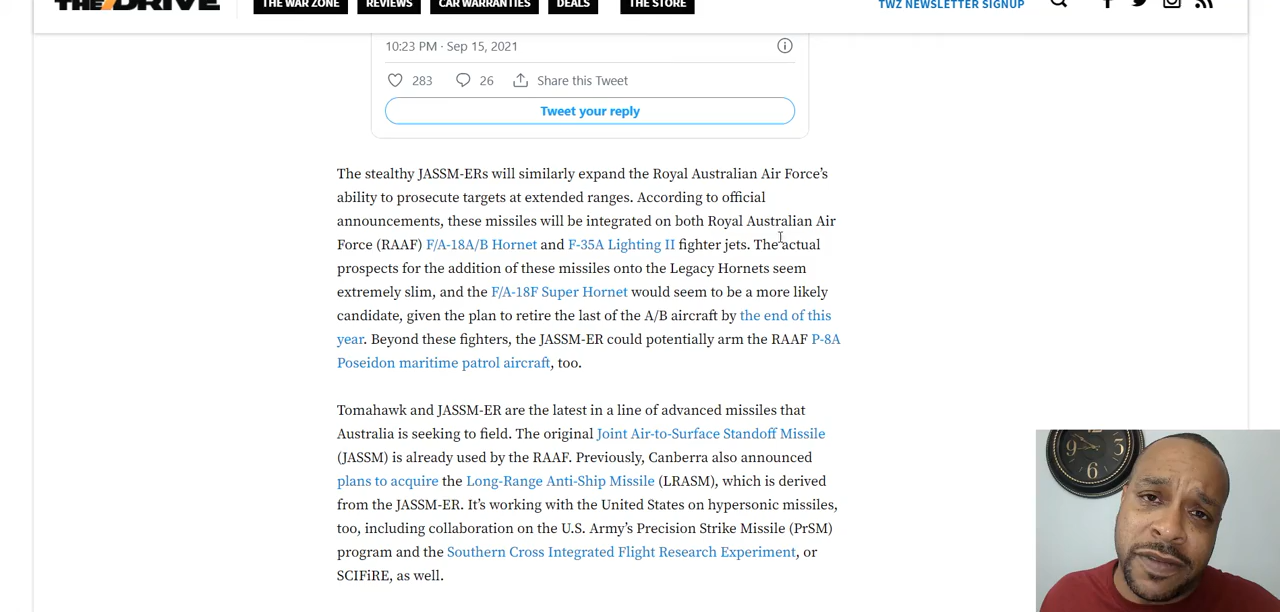 THE DRIVE
THE WAR ZONE
REVIEWS
CAR WARRANTIES
DEALS
THE STORE
TWZ NEWSLETTER SIGNUP
10:23 PM · Sep 15, 2021
283
26
Share this Tweet
Tweet your reply
The stealthy JASSM-ERs will similarly expand the Royal Australian Air Force's
ability to prosecute targets at extended ranges. According to official
announcements, these missiles will be integrated on both Royal Australian Air
Force (RAAF) F/A-18A/B Hornet and F-35A Lighting II fighter jets. The actual
prospects for the addition of these missiles onto the Legacy Hornets seem
extremely slim, and the F/A-18F Super Hornet would seem to be a more likely
candidate, given the plan to retire the last of the A/B aircraft by the end of this
year. Beyond these fighters, the JASSM-ER could potentially arm the RAAF P-8A
Poseidon maritime patrol aircraft, too.
Tomahawk and JASSM-ER are the latest in a line of advanced missiles that
Australia is seeking to field. The original Joint Air-to-Surface Standoff Missile
(JASSM) is already used by the RAAF. Previously, Canberra also announced
plans to acquire the Long-Range Anti-Ship Missile (LRASM), which is derived
from the JASSM-ER. It's working with the United States on hypersonic missiles,
too, including collaboration on the U.S. Army's Precision Strike Missile (PrSM)
program and the Southern Cross Integrated Flight Research Experiment, or
SCIFiRE, as well.